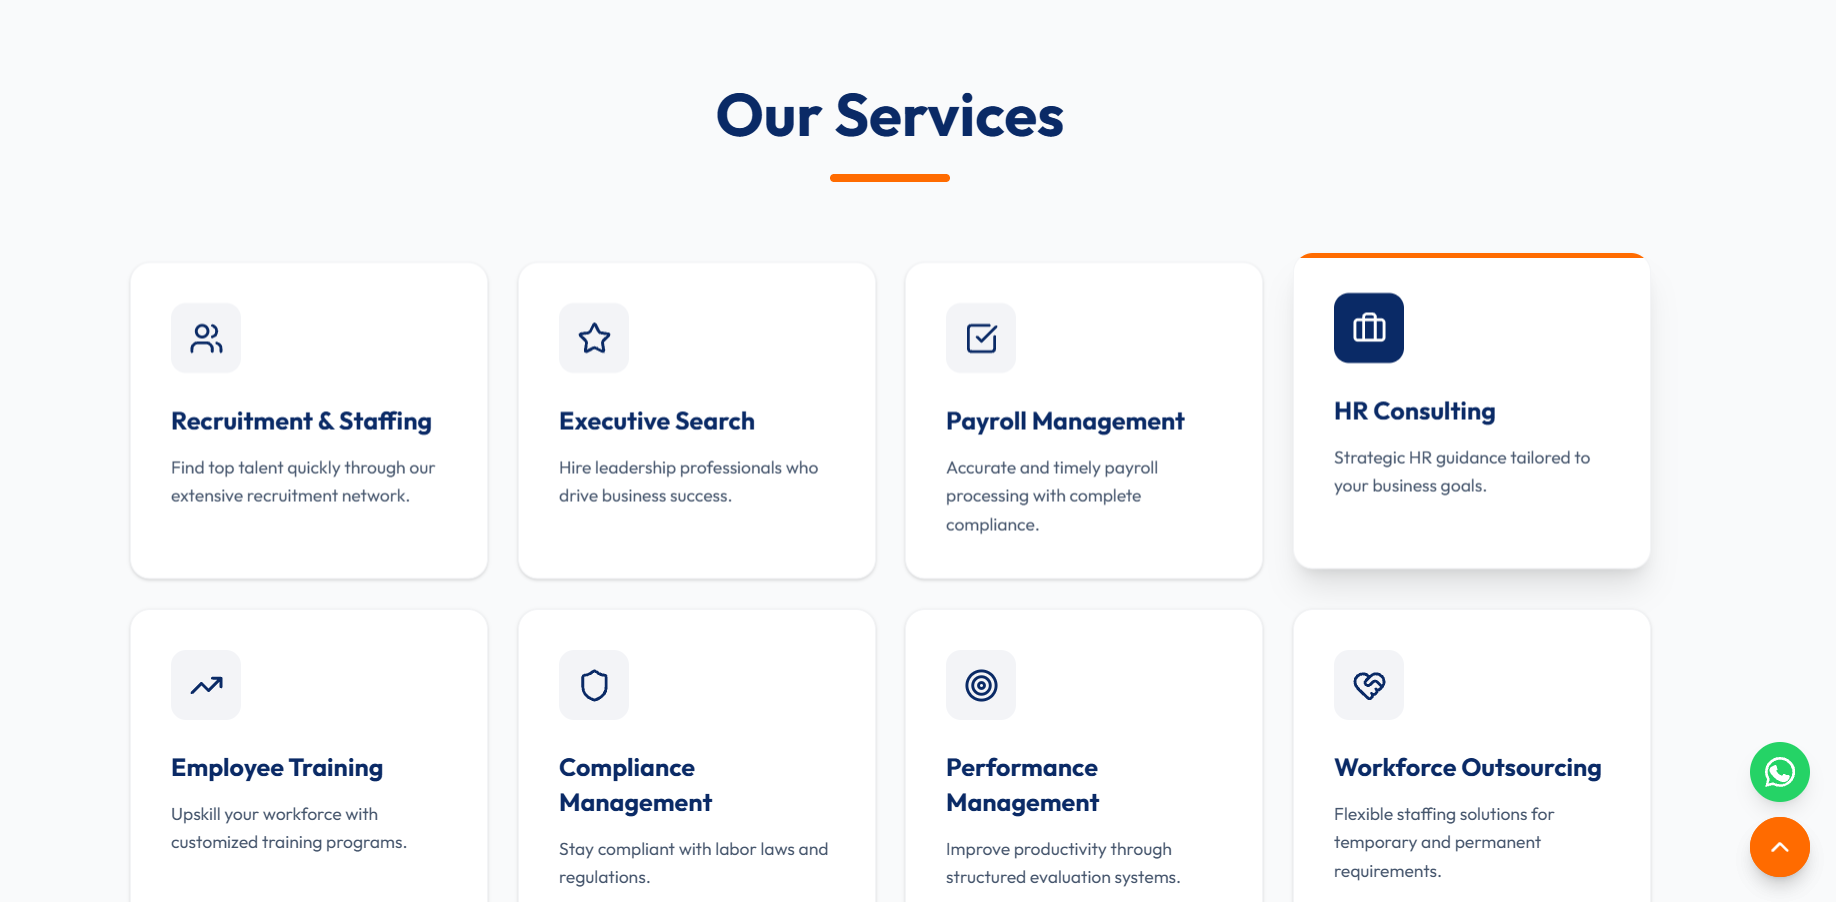 Our Services
Recruitment & Staffing
Find top talent quickly through our
extensive recruitment network.
Executive Search
Hire leadership professionals who
drive business success.
Payroll Management
Accurate and timely payroll
processing with complete
compliance.
HR Consulting
Strategic HR guidance tailored to
your business goals.
Employee Training
Upskill your workforce with
customized training programs.
Compliance
Management
Stay compliant with labor laws and
regulations.
Performance
Management
Improve productivity through
structured evaluation systems.
Workforce Outsourcing
Flexible staffing solutions for
temporary and permanent
requirements.